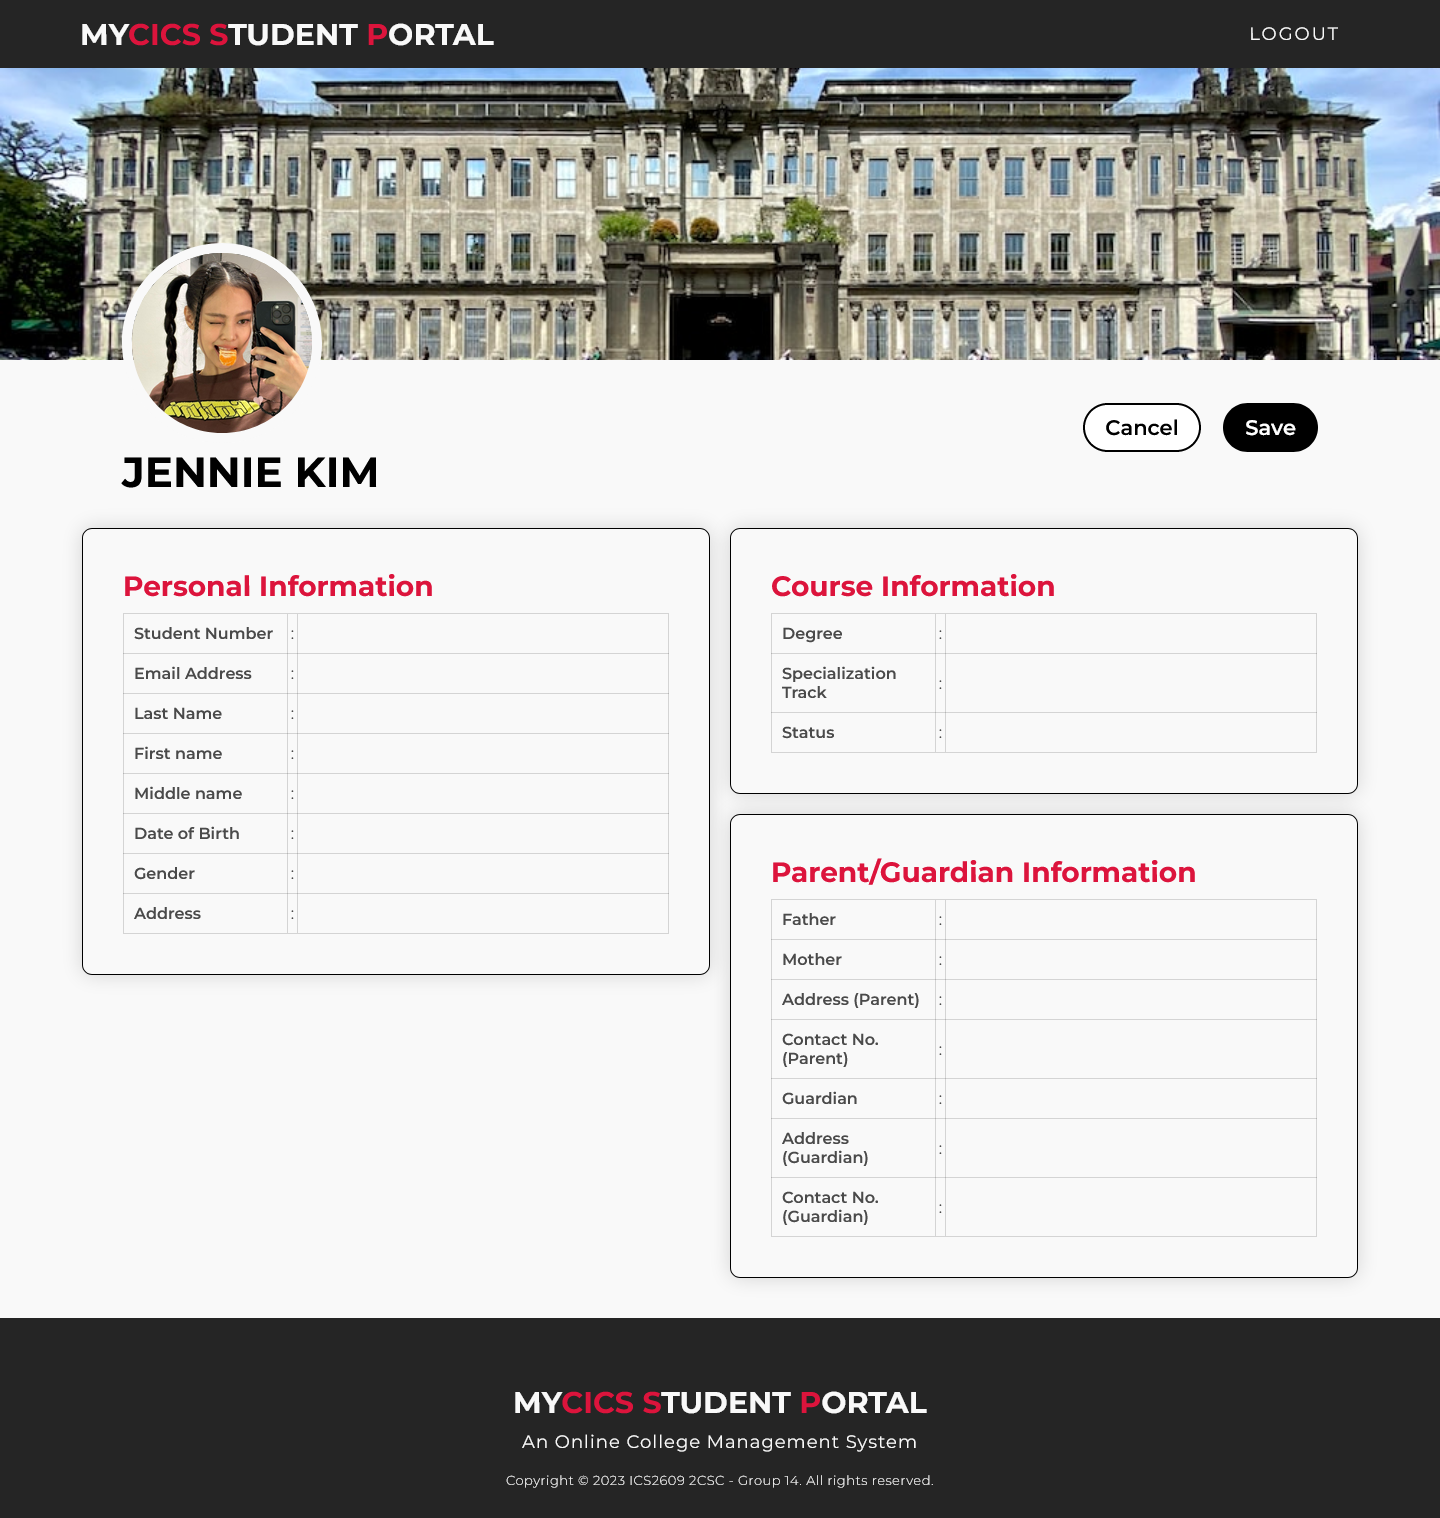 MYCICS STUDENT PORTAL
LOGOUT
Cancel
Save
JENNIE KIM
Personal Information
Student Number :
Email Address :
Last Name :
First name :
Middle name :
Date of Birth :
Gender :
Address :
Course Information
Degree :
Specialization
Track :
Status :
Parent/Guardian Information
Father :
Mother :
Address (Parent) :
Contact No.
(Parent) :
Guardian :
Address
(Guardian) :
Contact No.
(Guardian) :
MYCICS STUDENT PORTAL
An Online College Management System
Copyright © 2023 ICS2609 2CSC - Group 14. All rights reserved.